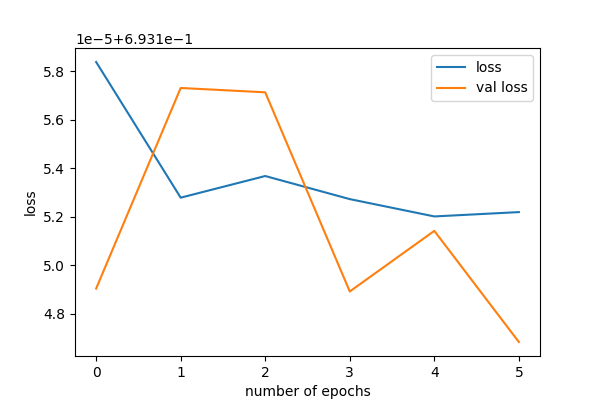 1e−5+6.931e−1
5.8
5.6
5.4
5.2
5.0
4.8
loss
loss
val loss
0 1 2 3 4 5
number of epochs